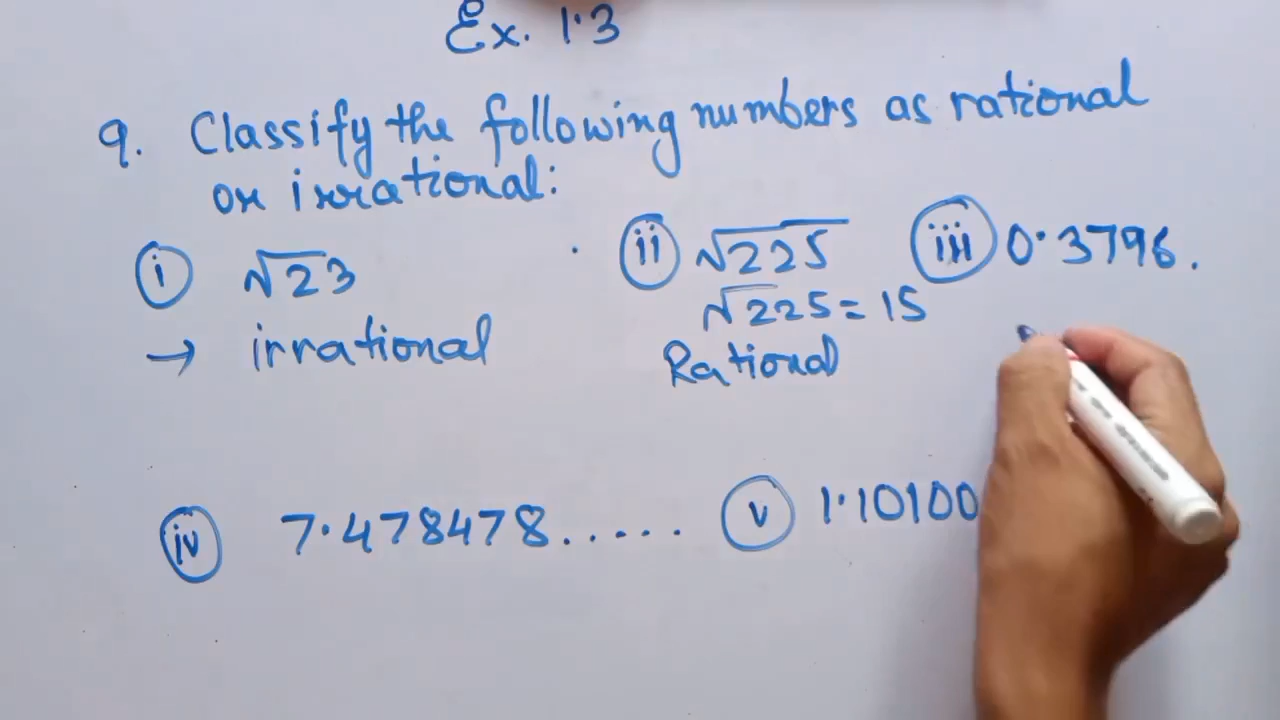 Ex. 1.3
9. Classify the following numbers as rational
or irrational:
(i) √23 (ii) √225 (iii) 0.3796.
√225 = 15
→ irrational Rational
(iv) 7.478478..... (v) 1.10100